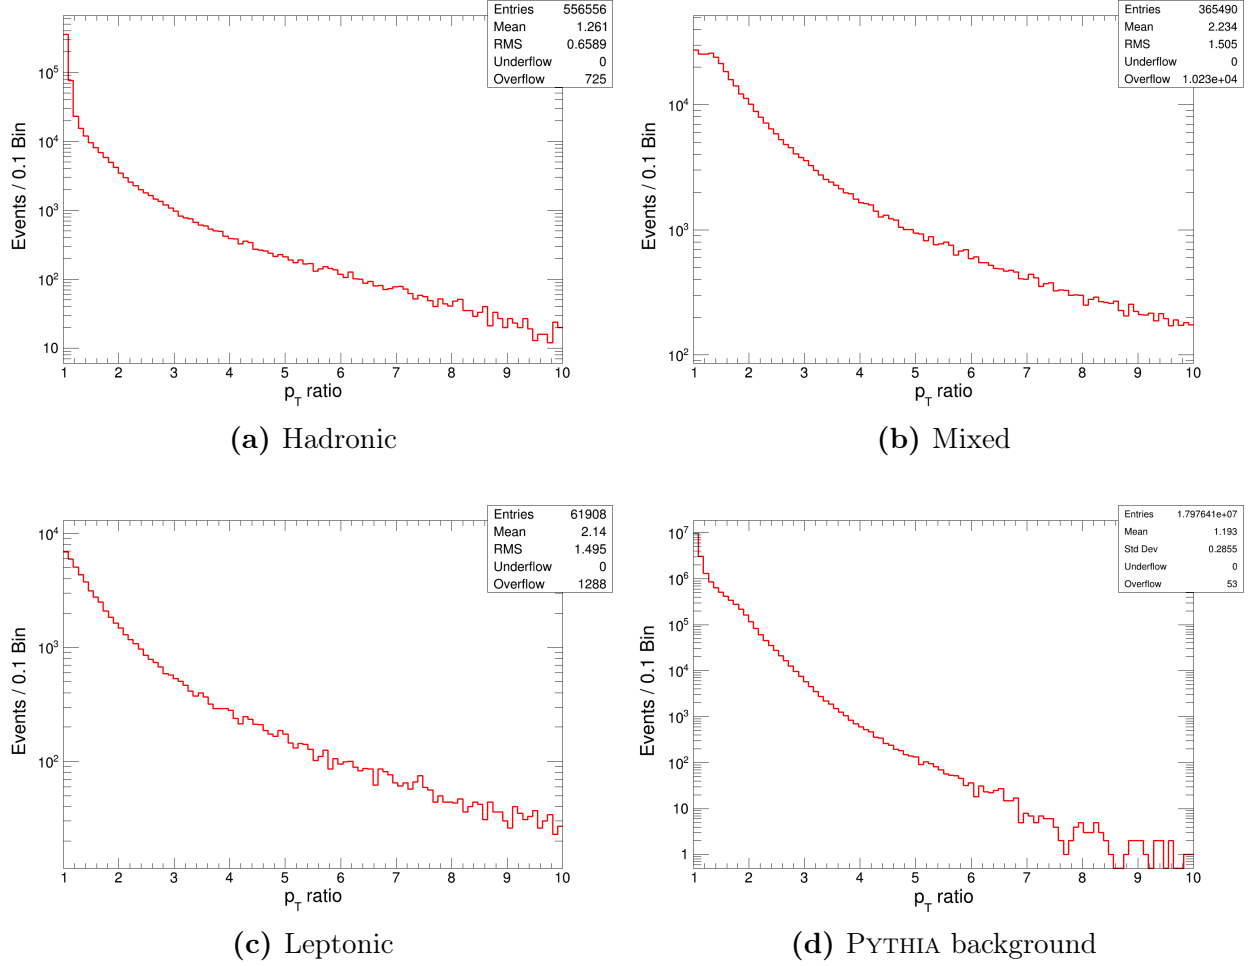 Entries 556556
Mean 1.261
RMS 0.6589
Underflow 0
Overflow 725
Events / 0.1 Bin
10^5
10^4
10^3
10^2
10
1 2 3 4 5 6 7 8 9 10
p_T ratio
(a) Hadronic
Entries 365490
Mean 2.234
RMS 1.505
Underflow 0
Overflow 1.023e+04
Events / 0.1 Bin
10^4
10^3
10^2
1 2 3 4 5 6 7 8 9 10
p_T ratio
(b) Mixed
Entries 61908
Mean 2.14
RMS 1.495
Underflow 0
Overflow 1288
Events / 0.1 Bin
10^4
10^3
10^2
1 2 3 4 5 6 7 8 9 10
p_T ratio
(c) Leptonic
Entries 1.797641e+07
Mean 1.193
Std Dev 0.2855
Underflow 0
Overflow 53
Events / 0.1 Bin
10^7
10^6
10^5
10^4
10^3
10^2
10
1
1 2 3 4 5 6 7 8 9 10
p_T ratio
(d) PYTHIA background